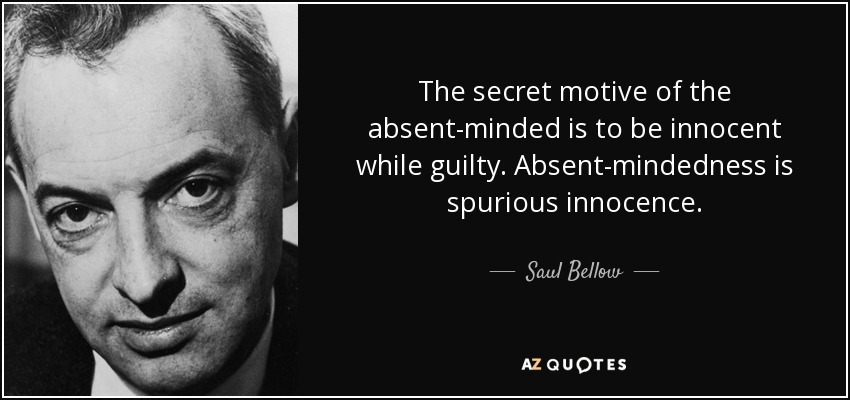 The secret motive of the
absent-minded is to be innocent
while guilty. Absent-mindedness is
spurious innocence.
Saul Bellow
AZ QUOTES